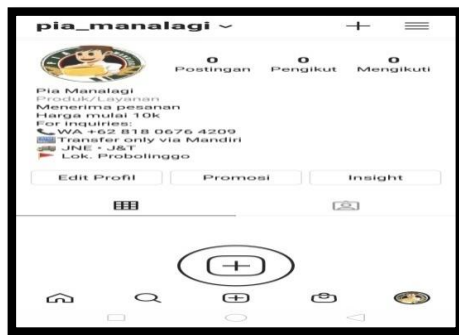 pia_manalagi
0 0 0
Postingan Pengikut Mengikuti
Pia Manalagi
Produk/Layanan
Menerima pesanan
Harga mulai 10k
For inquiries:
📞WA +62 818 0676 4209
🏧Transfer only via Mandiri
🚚 JNE • J&T
🚩 Lok. Probolinggo
Edit Profil Promosi Insight